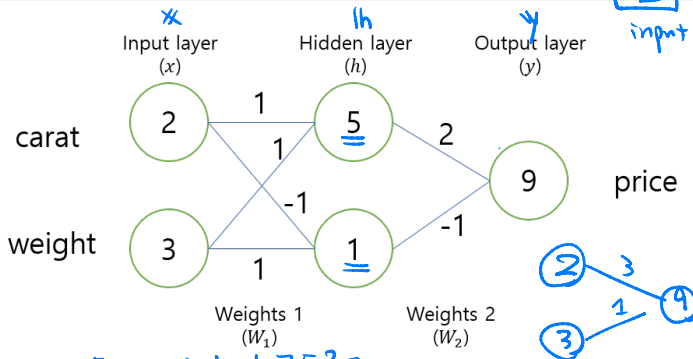 x h y
input
Input layer Hidden layer Output layer
(x) (h) (y)
carat 2 1 5 2
1
9 price
-1
-1
weight 3 1 1
2 3
9
1
3
Weights 1 Weights 2
(W₁) (W₂)